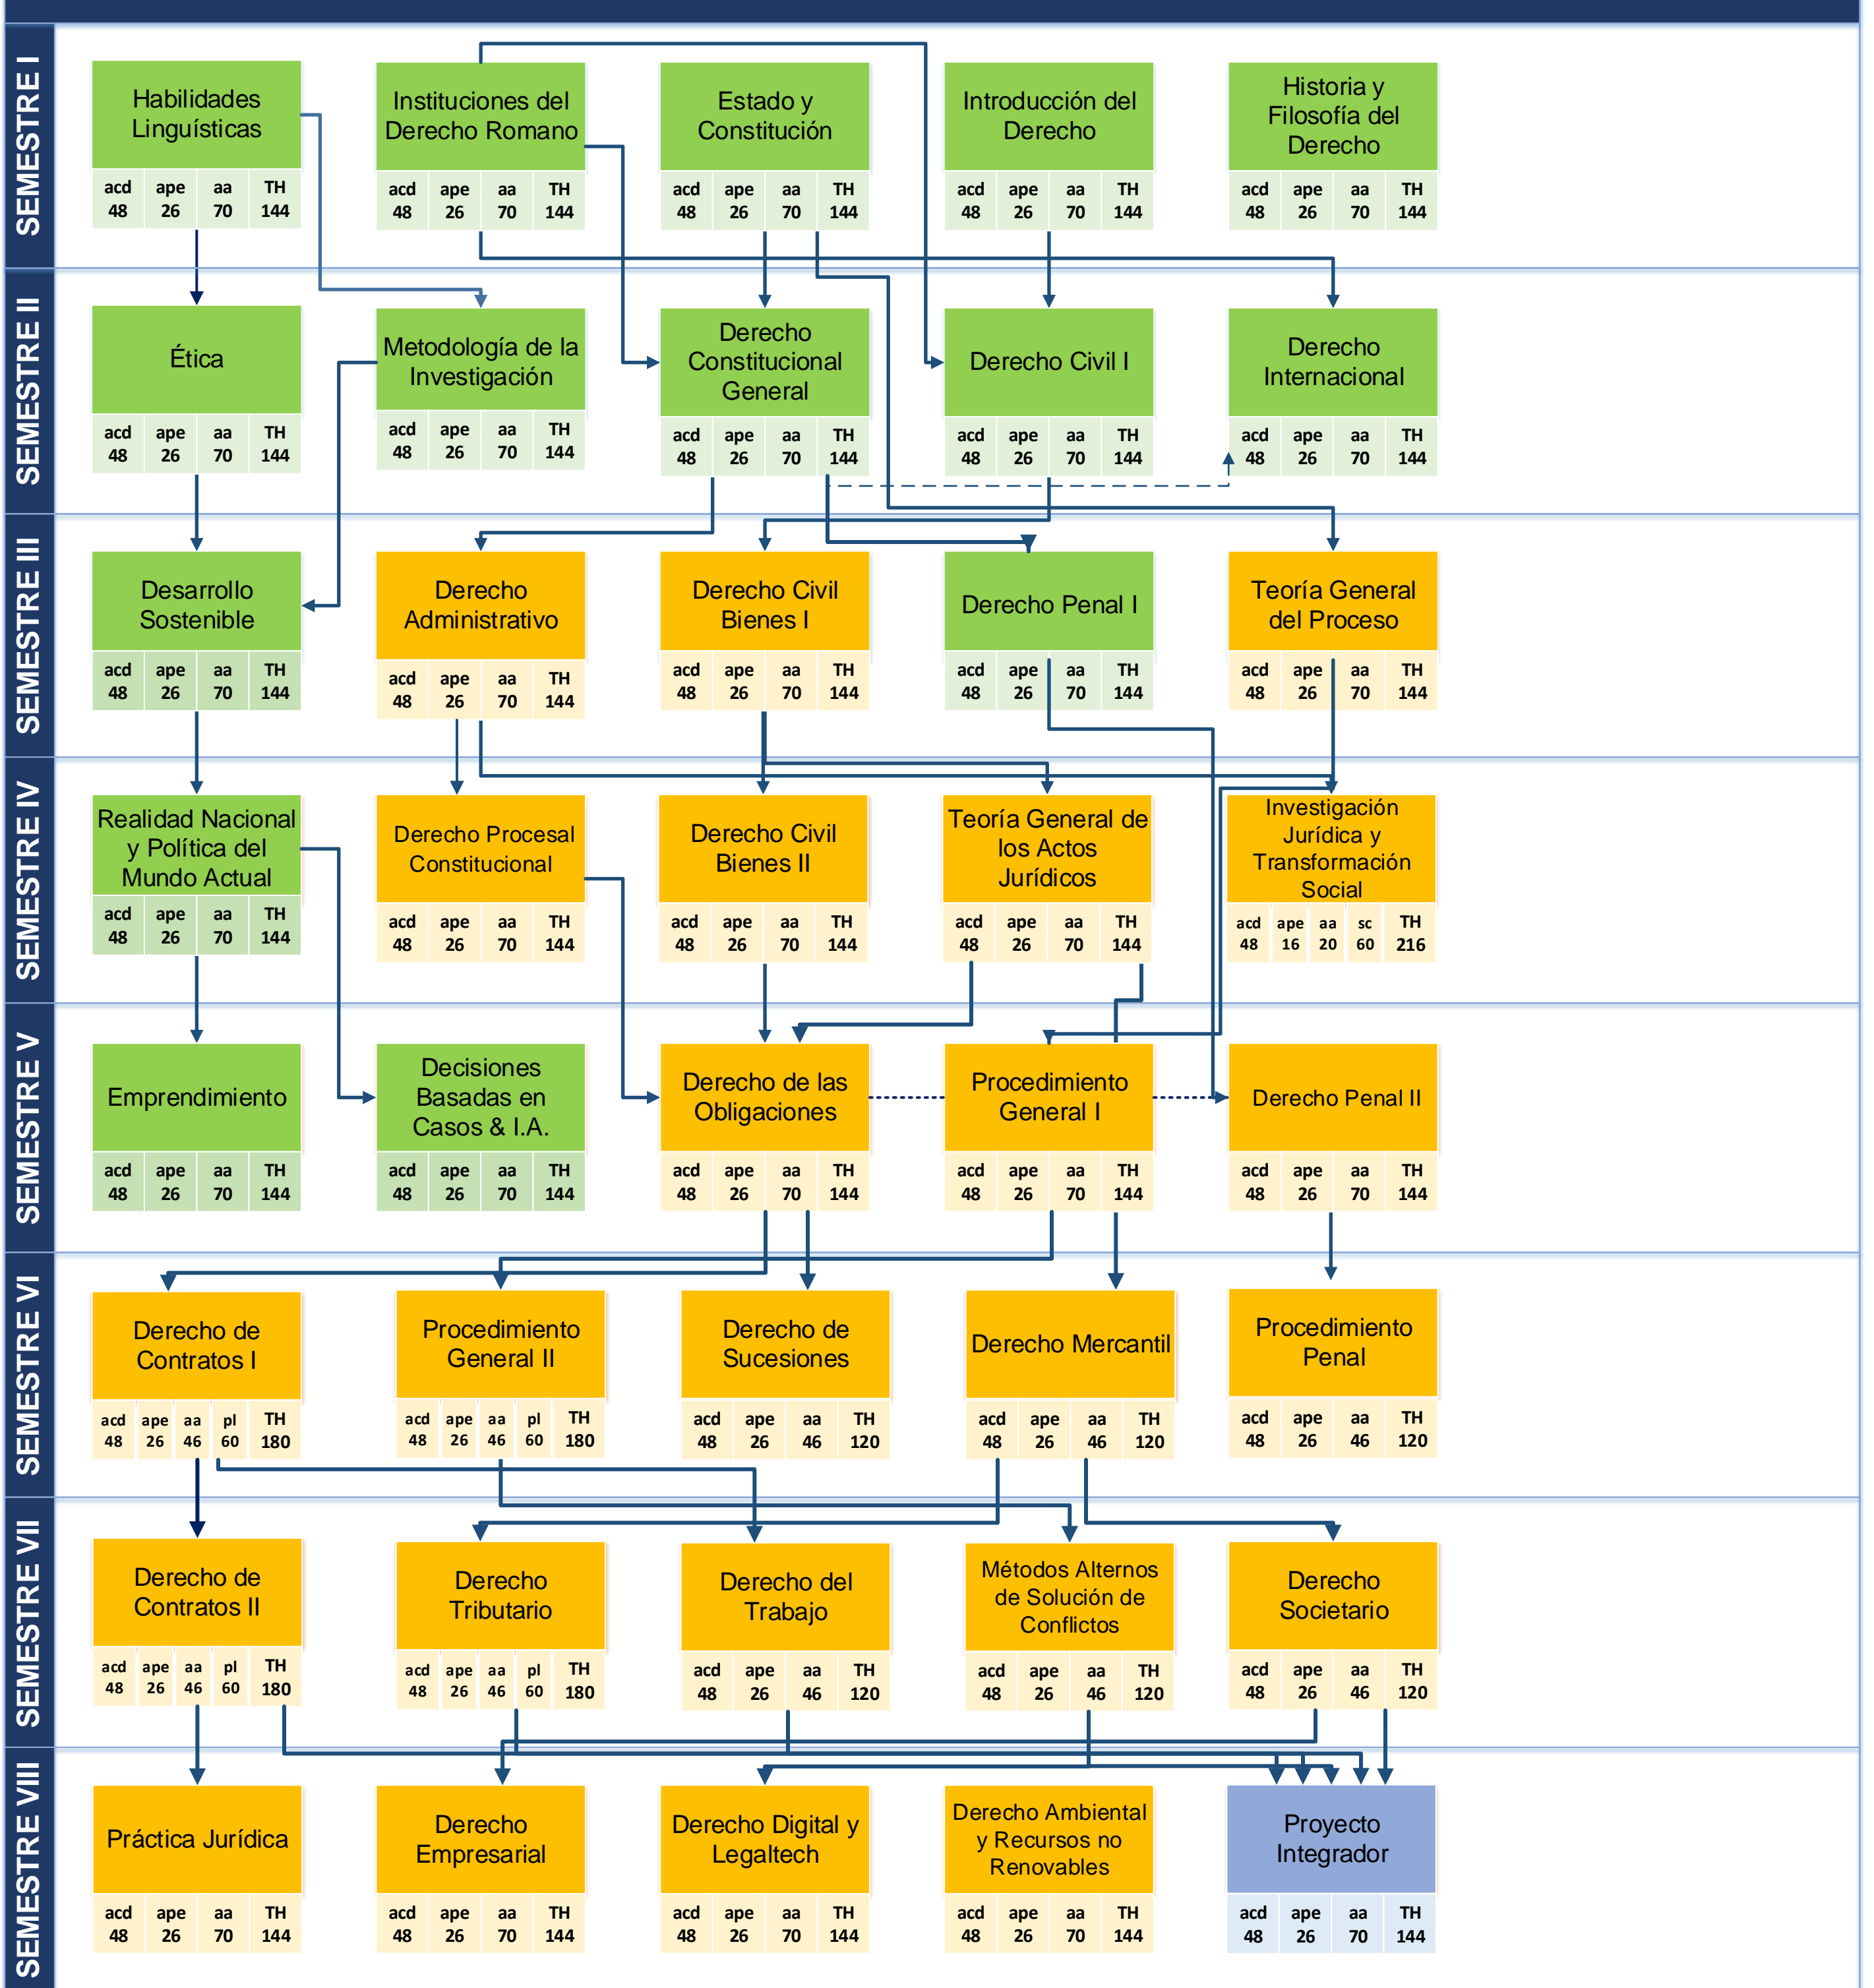 SEMESTRE I
Habilidades
Linguísticas
acd ape aa TH
48 26 70 144
Instituciones del
Derecho Romano
acd ape aa TH
48 26 70 144
Estado y
Constitución
acd ape aa TH
48 26 70 144
Introducción del
Derecho
acd ape aa TH
48 26 70 144
Historia y
Filosofía del
Derecho
acd ape aa TH
48 26 70 144
SEMESTRE II
Ética
acd ape aa TH
48 26 70 144
Metodología de la
Investigación
acd ape aa TH
48 26 70 144
Derecho
Constitucional
General
acd ape aa TH
48 26 70 144
Derecho Civil I
acd ape aa TH
48 26 70 144
Derecho
Internacional
acd ape aa TH
48 26 70 144
SEMESTRE III
Desarrollo
Sostenible
acd ape aa TH
48 26 70 144
Derecho
Administrativo
acd ape aa TH
48 26 70 144
Derecho Civil
Bienes I
acd ape aa TH
48 26 70 144
Derecho Penal I
acd ape aa TH
48 26 70 144
Teoría General
del Proceso
acd ape aa TH
48 26 70 144
SEMESTRE IV
Realidad Nacional
y Política del
Mundo Actual
acd ape aa TH
48 26 70 144
Derecho Procesal
Constitucional
acd ape aa TH
48 26 70 144
Derecho Civil
Bienes II
acd ape aa TH
48 26 70 144
Teoría General de
los Actos
Jurídicos
acd ape aa TH
48 26 70 144
Investigación
Jurídica y
Transformación
Social
acd ape aa sc TH
48 16 20 60 216
SEMESTRE V
Emprendimiento
acd ape aa TH
48 26 70 144
Decisiones
Basadas en
Casos & I.A.
acd ape aa TH
48 26 70 144
Derecho de las
Obligaciones
acd ape aa TH
48 26 70 144
Procedimiento
General I
acd ape aa TH
48 26 70 144
Derecho Penal II
acd ape aa TH
48 26 70 144
SEMESTRE VI
Derecho de
Contratos I
acd ape aa pl TH
48 26 46 60 180
Procedimiento
General II
acd ape aa pl TH
48 26 46 60 180
Derecho de
Sucesiones
acd ape aa TH
48 26 46 120
Derecho Mercantil
acd ape aa TH
48 26 46 120
Procedimiento
Penal
acd ape aa TH
48 26 46 120
SEMESTRE VII
Derecho de
Contratos II
acd ape aa pl TH
48 26 46 60 180
Derecho
Tributario
acd ape aa pl TH
48 26 46 60 180
Derecho del
Trabajo
acd ape aa TH
48 26 46 120
Métodos Alternos
de Solución de
Conflictos
acd ape aa TH
48 26 46 120
Derecho
Societario
acd ape aa TH
48 26 46 120
SEMESTRE VIII
Práctica Jurídica
acd ape aa TH
48 26 70 144
Derecho
Empresarial
acd ape aa TH
48 26 70 144
Derecho Digital y
Legaltech
acd ape aa TH
48 26 70 144
Derecho Ambiental
y Recursos no
Renovables
acd ape aa TH
48 26 70 144
Proyecto
Integrador
acd ape aa TH
48 26 70 144